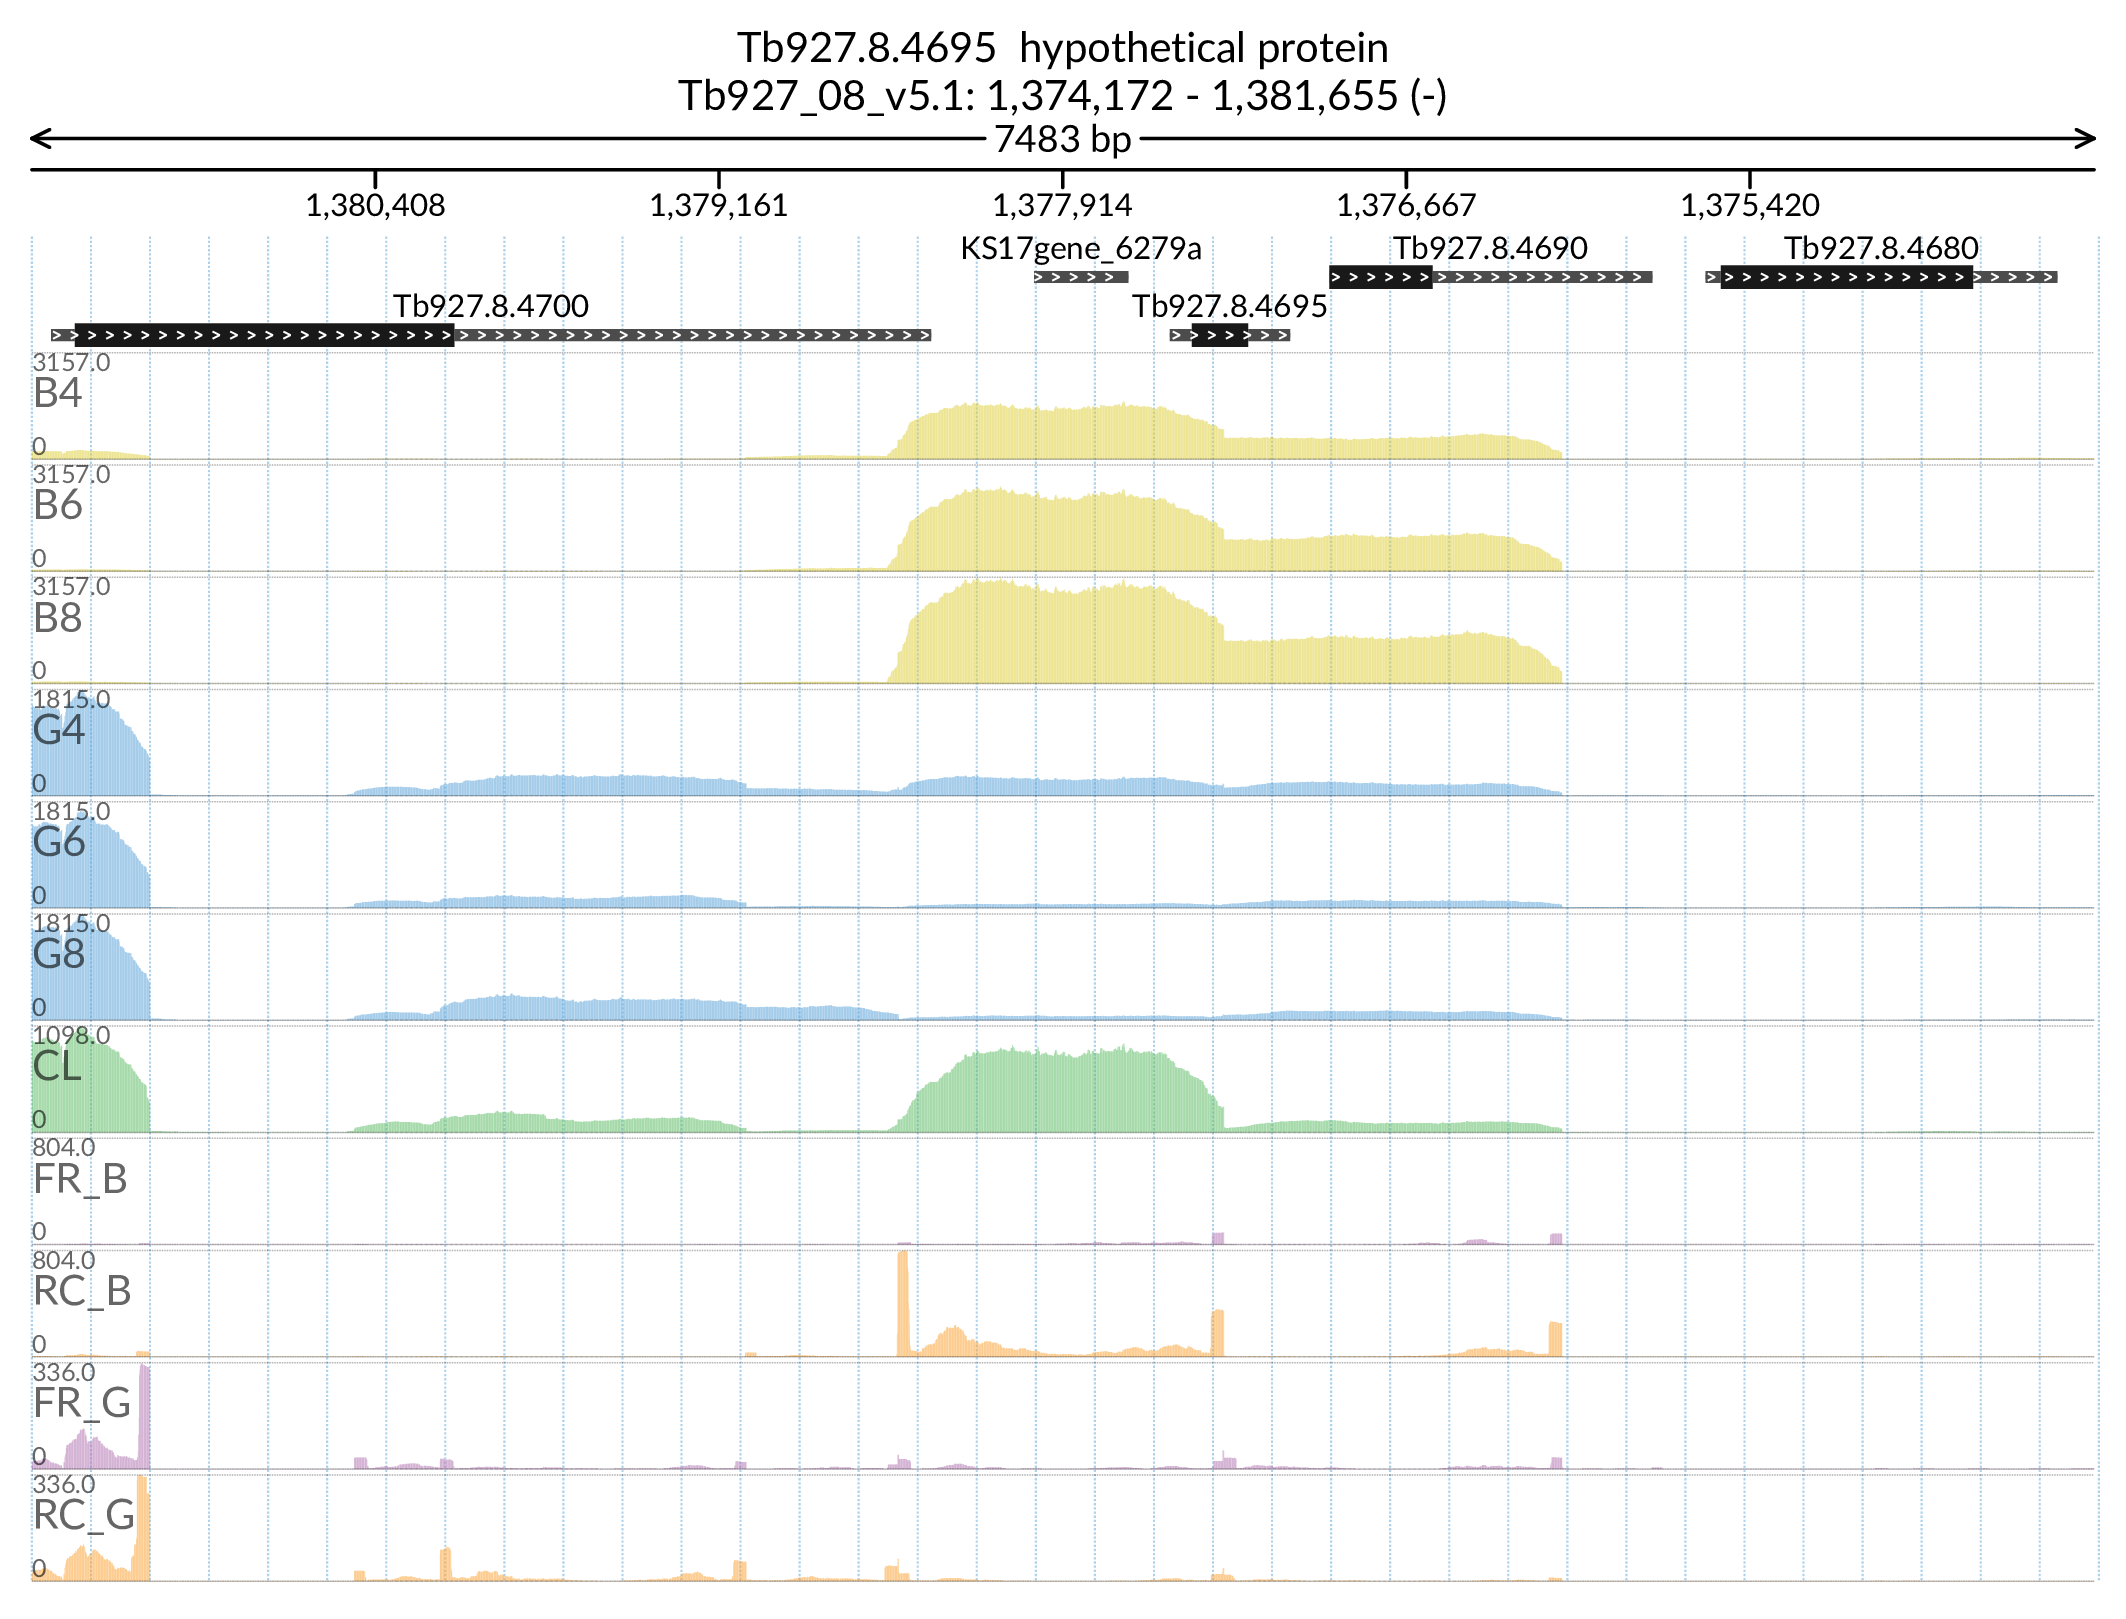 Tb927.8.4695  hypothetical protein
Tb927_08_v5.1: 1,374,172 - 1,381,655 (-)
7483 bp
1,380,408 1,379,161 1,377,914 1,376,667 1,375,420
KS17gene_6279a Tb927.8.4690 Tb927.8.4680
Tb927.8.4700 Tb927.8.4695
3157.0
B4
0
3157.0
B6
0
3157.0
B8
0
1815.0
G4
0
1815.0
G6
0
1815.0
G8
0
1098.0
CL
0
804.0
FR_B
0
804.0
RC_B
0
336.0
FR_G
0
336.0
RC_G
0